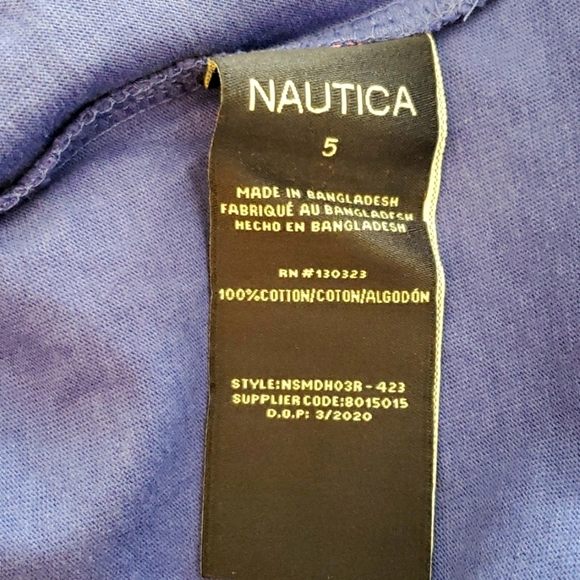 NAUTICA
5
MADE IN BANGLADESH
FABRIQUÉ AU BANGLADESH
HECHO EN BANGLADESH
RN #130323
100%COTTON/COTON/ALGODÓN
STYLE:NSMDH03R-423
SUPPLIER CODE:8015015
D.O.P: 3/2020